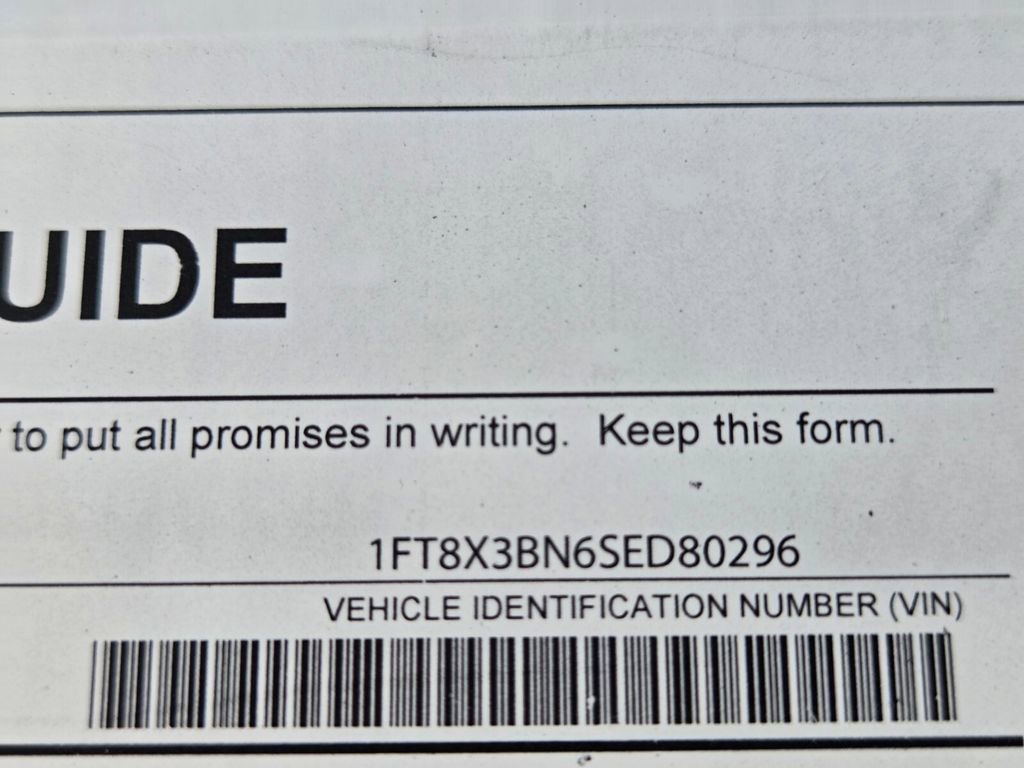 UIDE
to put all promises in writing. Keep this form.
1FT8X3BN6SED80296
VEHICLE IDENTIFICATION NUMBER (VIN)